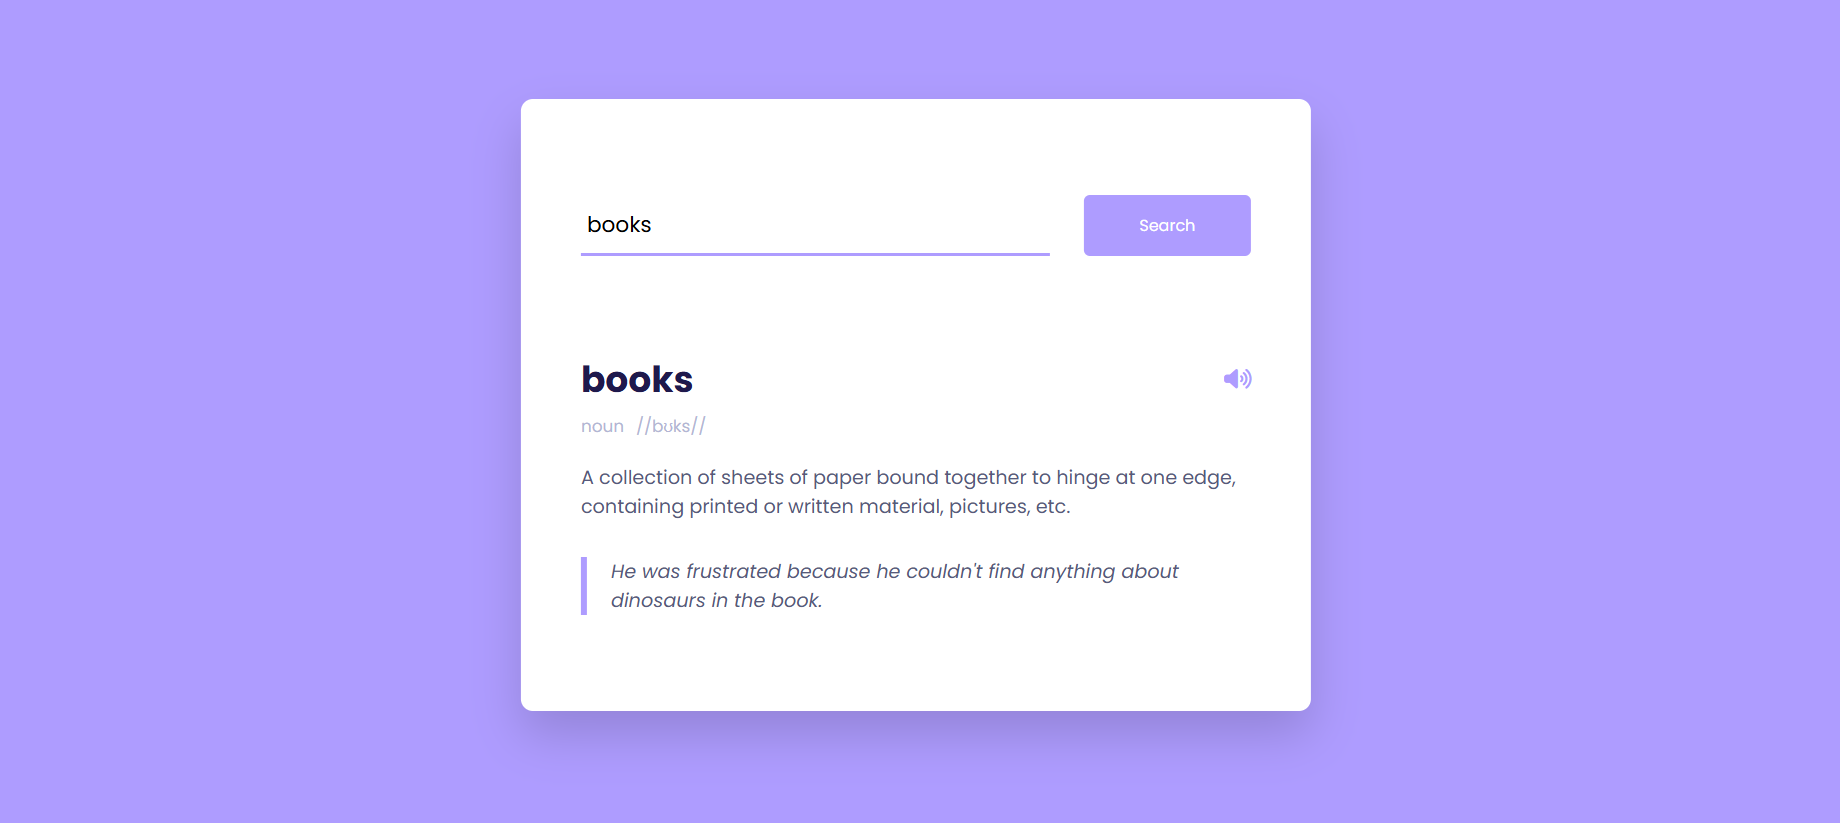 books
Search
books
noun //bʊks//
A collection of sheets of paper bound together to hinge at one edge,
containing printed or written material, pictures, etc.
He was frustrated because he couldn't find anything about
dinosaurs in the book.